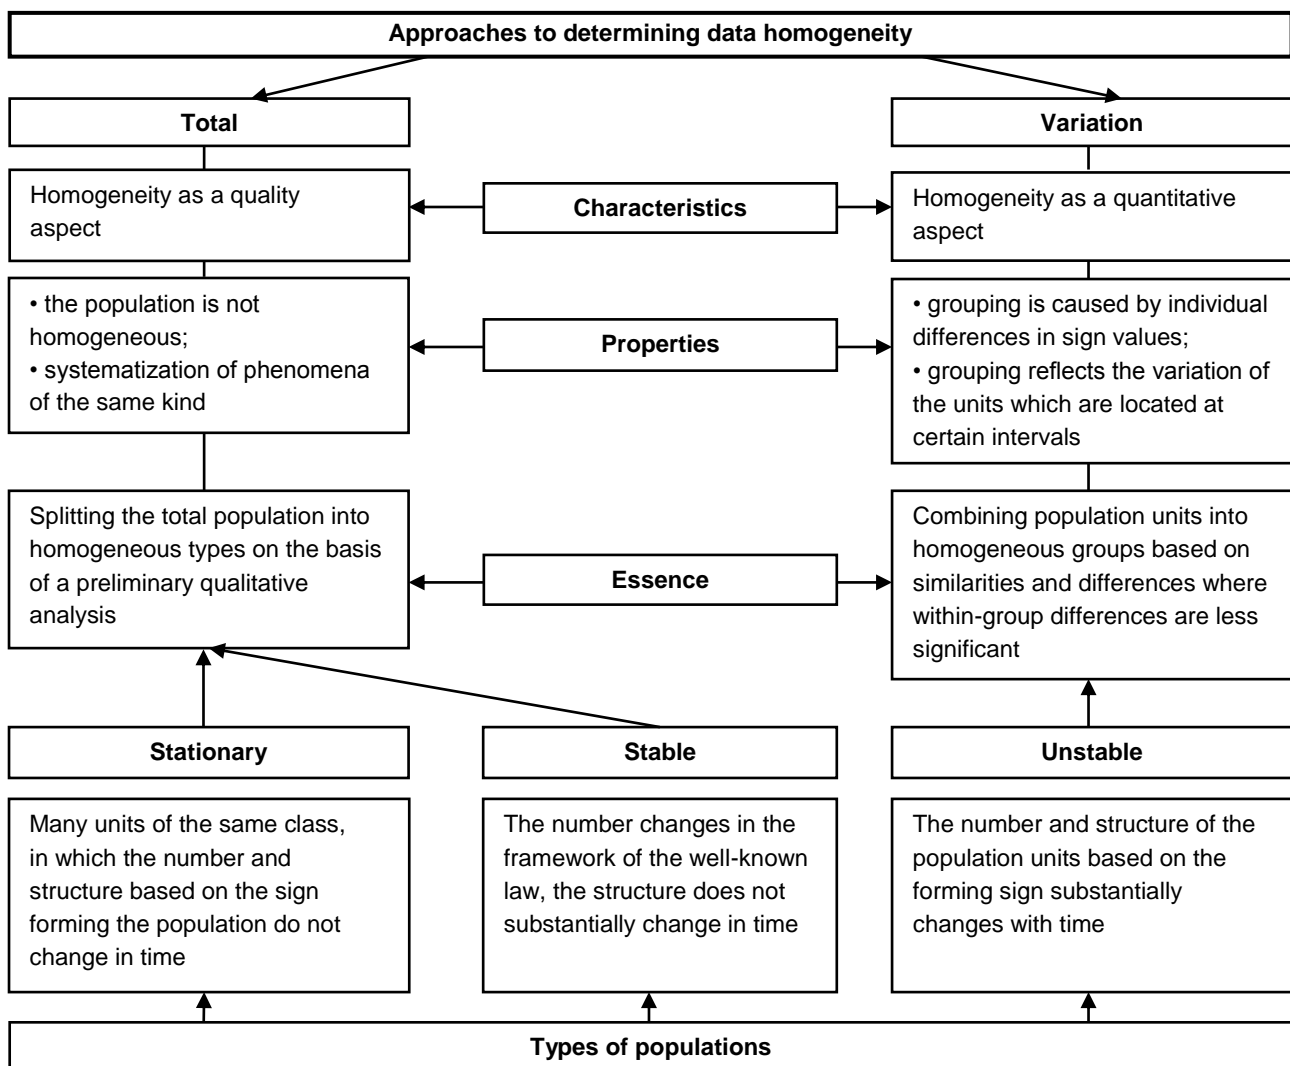 Approaches to determining data homogeneity
Total
Variation
Homogeneity as a quality
aspect
Characteristics
Homogeneity as a quantitative
aspect
• the population is not
homogeneous;
• systematization of phenomena
of the same kind
Properties
• grouping is caused by individual
differences in sign values;
• grouping reflects the variation of
the units which are located at
certain intervals
Splitting the total population into
homogeneous types on the basis
of a preliminary qualitative
analysis
Essence
Combining population units into
homogeneous groups based on
similarities and differences where
within-group differences are less
significant
Stationary
Stable
Unstable
Many units of the same class,
in which the number and
structure based on the sign
forming the population do not
change in time
The number changes in the
framework of the well-known
law, the structure does not
substantially change in time
The number and structure of the
population units based on the
forming sign substantially
changes with time
Types of populations